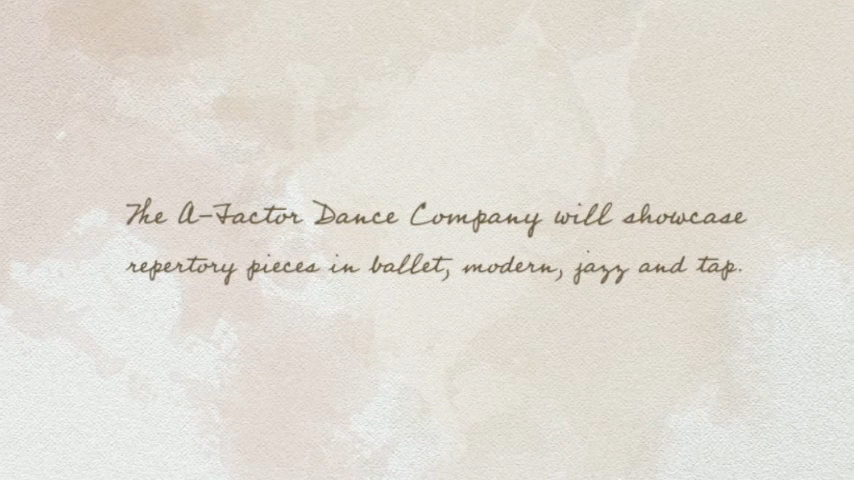 The A-Factor Dance Company will showcase
repertory pieces in ballet, modern, jazz and tap.